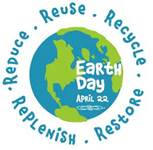 Reduce • Reuse • Recycle • Restore • Replenish •
Earth
Day
April 22